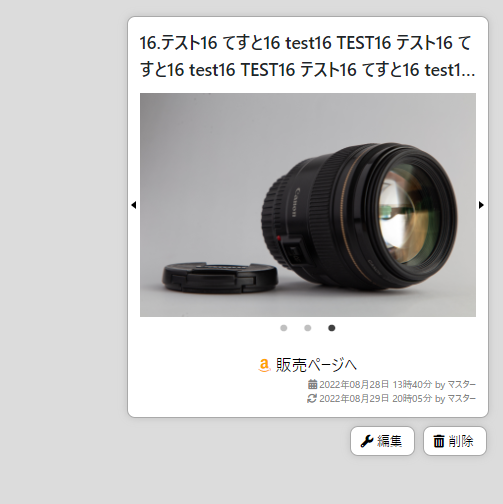 16.テスト16 てすと16 test16 TEST16 テスト16 て
すと16 test16 TEST16 テスト16 てすと16 test1...
Canon
販売ページへ
2022年08月28日 13時40分 by マスター
2022年08月29日 20時05分 by マスター
編集 削除